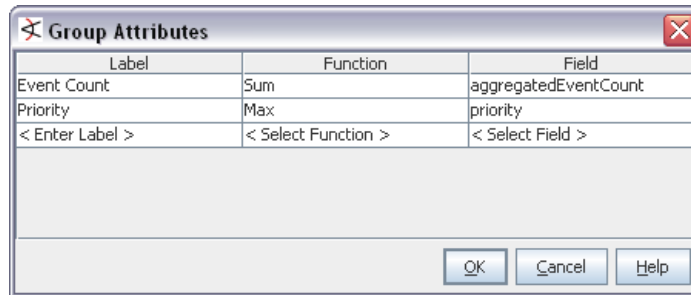 Group Attributes
Label Function Field
Event Count Sum aggregatedEventCount
Priority Max priority
< Enter Label > < Select Function > < Select Field >
OK Cancel Help